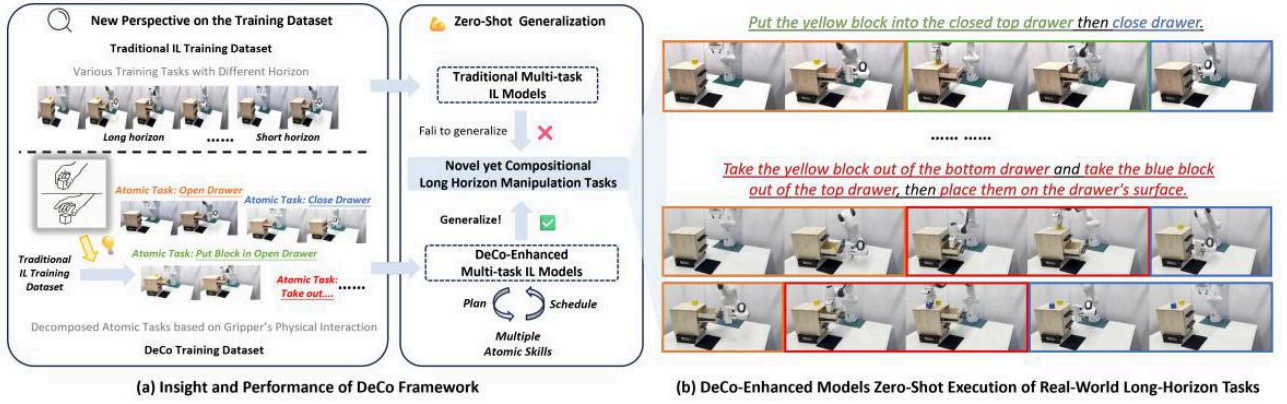 New Perspective on the Training Dataset
Traditional IL Training Dataset
Various Training Tasks with Different Horizon
Long horizon
……
Short horizon
Atomic Task: Open Drawer
Atomic Task: Close Drawer
Atomic Task: Put Block in Open Drawer
Traditional
IL Training
Dataset
Atomic Task:
Take out….
……
Decomposed Atomic Tasks based on Gripper's Physical Interaction
DeCo Training Dataset
Zero-Shot Generalization
Traditional Multi-task
IL Models
Fali to generalize
Novel yet Compositional
Long Horizon Manipulation Tasks
Generalize!
DeCo-Enhanced
Multi-task IL Models
Plan
Schedule
Multiple
Atomic Skills
(a) Insight and Performance of DeCo Framework
Put the yellow block into the closed top drawer then close drawer.
…… ……
Take the yellow block out of the bottom drawer and take the blue block
out of the top drawer, then place them on the drawer's surface.
(b) DeCo-Enhanced Models Zero-Shot Execution of Real-World Long-Horizon Tasks